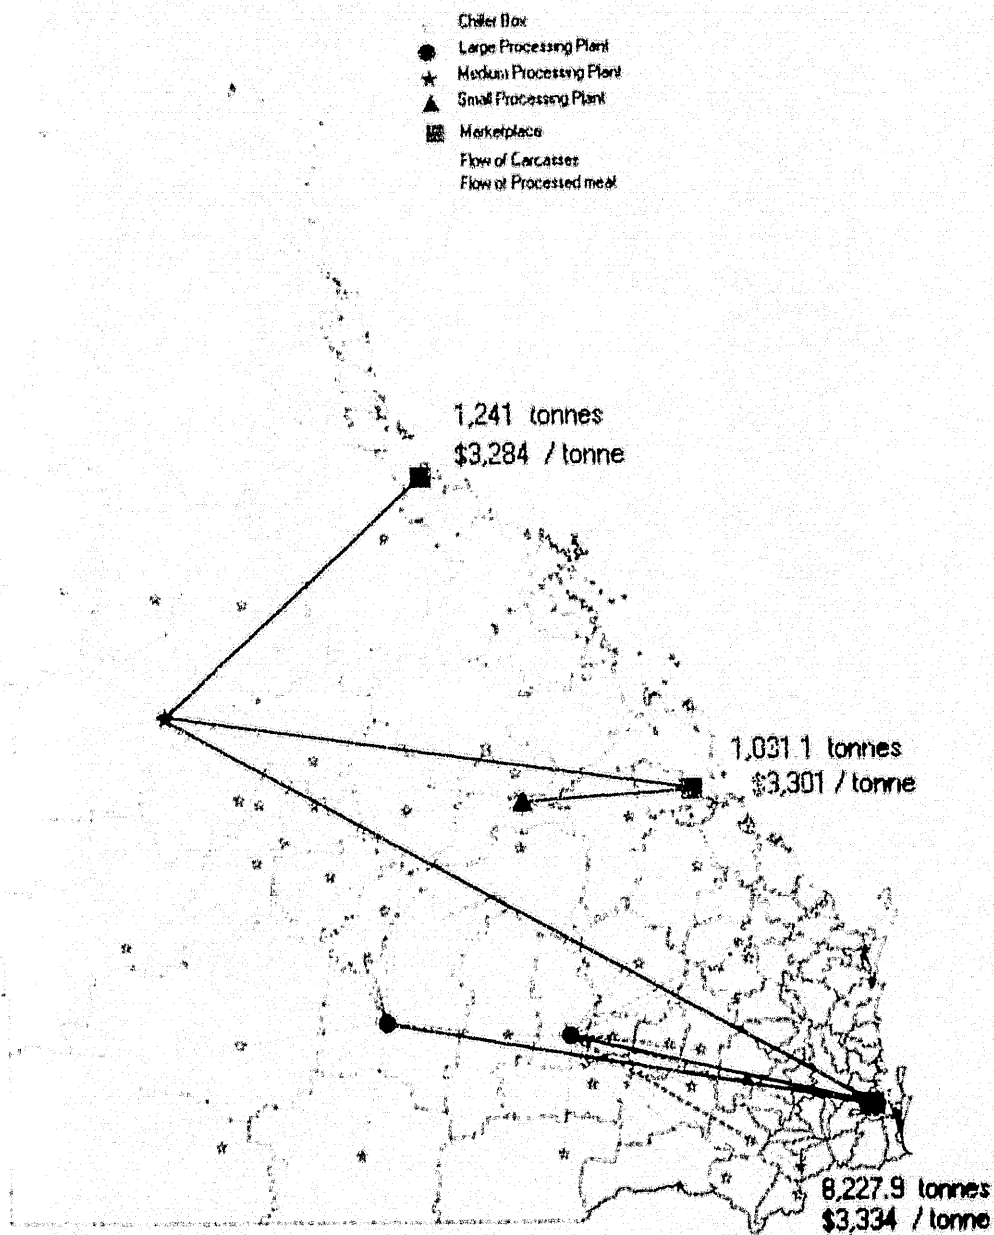 Chiller Box
Large Processing Plant
Medium Processing Plant
Small Processing Plant
Marketplace
Flow of Carcasses
Flow of Processed meat
1,241 tonnes
$3,284 / tonne
1,031.1 tonnes
$3,301 / tonne
8,227.9 tonnes
$3,334 / tonne